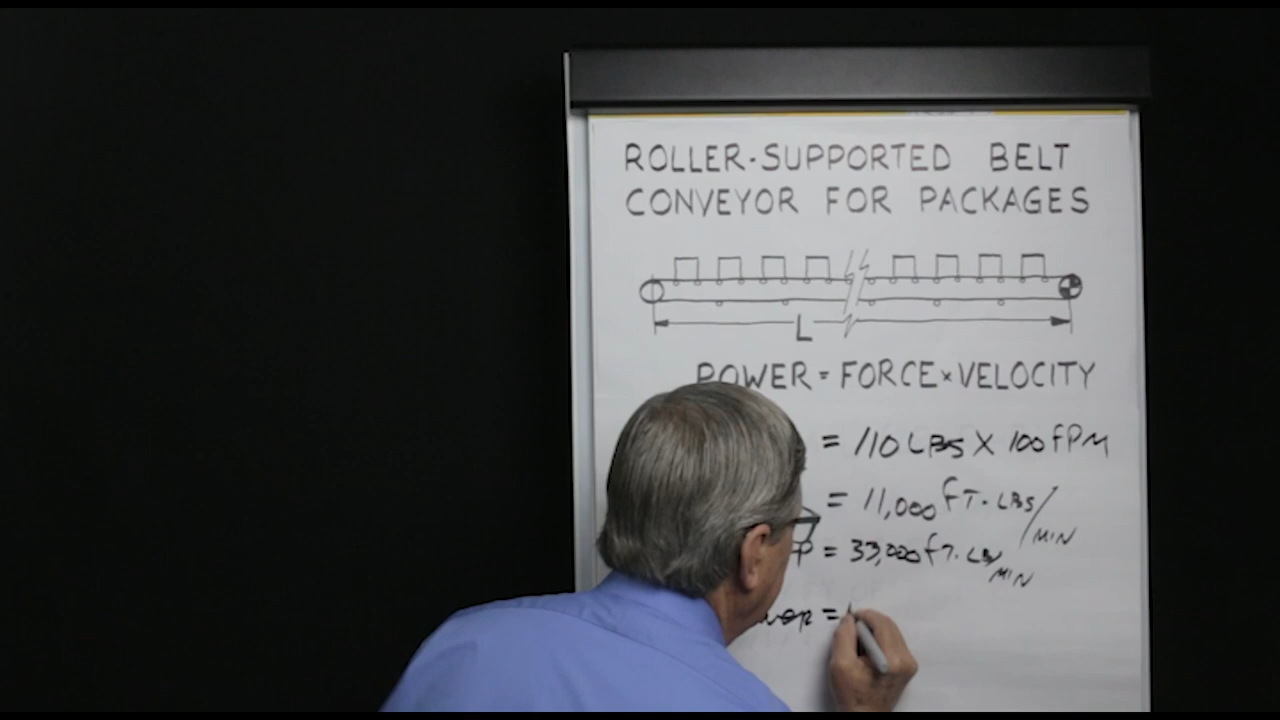 ROLLER-SUPPORTED BELT
CONVEYOR FOR PACKAGES
L
POWER = FORCE × VELOCITY
= 110 LBS X 100 FPM
= 11,000 FT. LBS/MIN
P = 33,000 FT. LBS/MIN
=